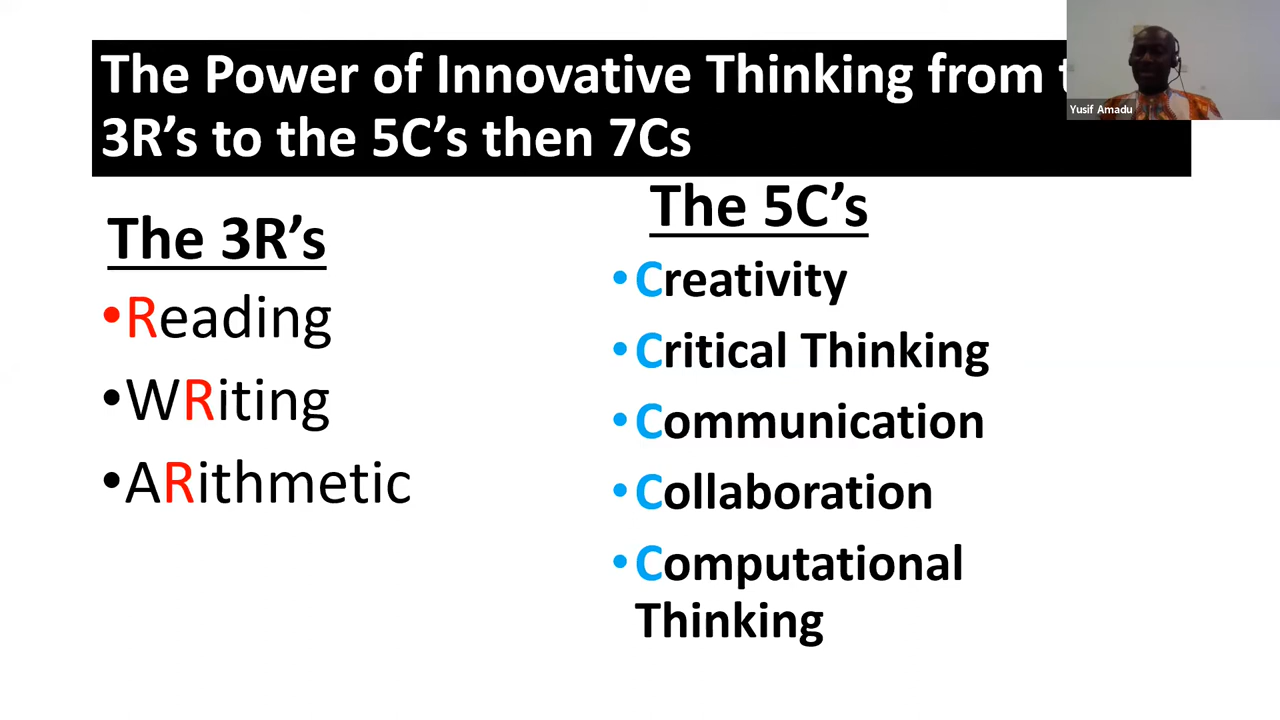 The Power of Innovative Thinking from
3R’s to the 5C’s then 7Cs
Yusif Amadu
The 3R’s
•Reading
•WRiting
•ARithmetic
The 5C’s
•Creativity
•Critical Thinking
•Communication
•Collaboration
•Computational
Thinking